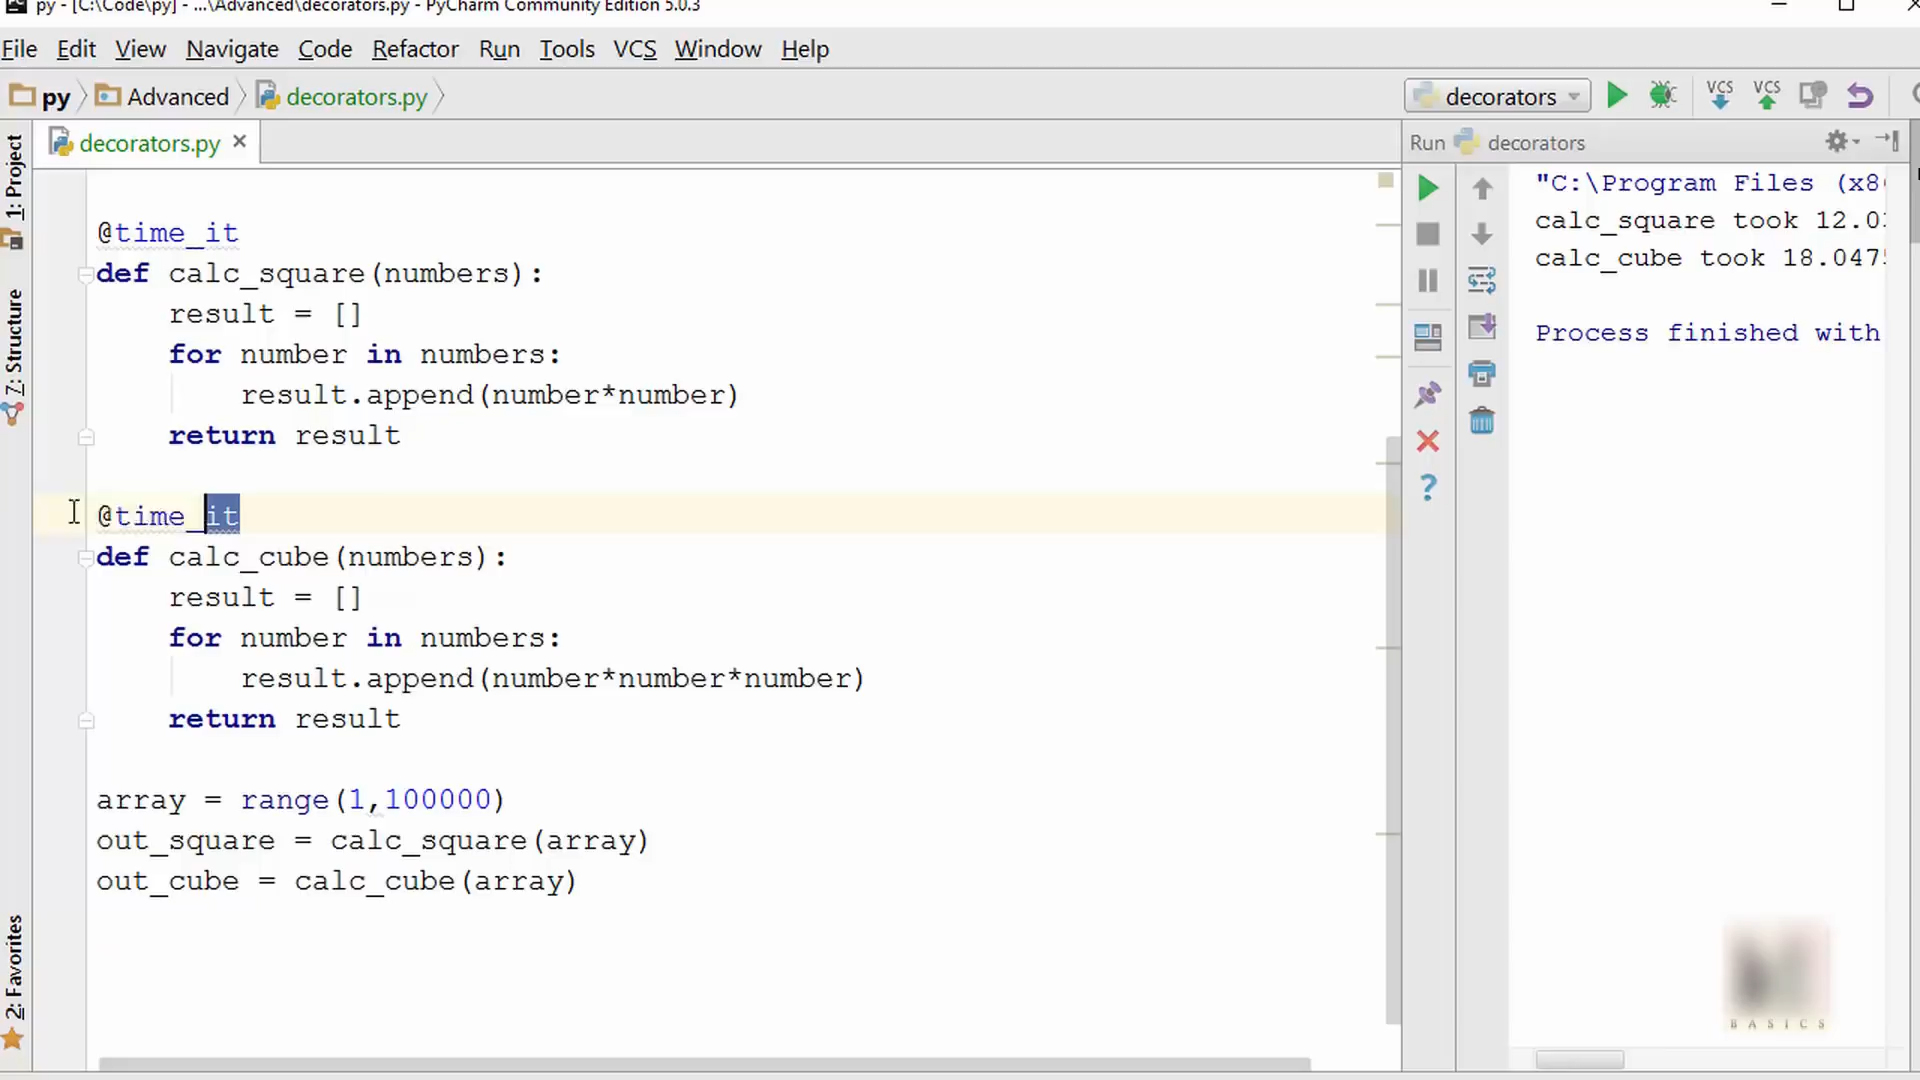 py - [C:\Code\py] - ...\Advanced\decorators.py - PyCharm Community Edition 5.0.3
File Edit View Navigate Code Refactor Run Tools VCS Window Help
py Advanced decorators.py
decorators
VCS VCS
decorators.py
Run decorators
1: Project
7: Structure
2: Favorites
@time_it
def calc_square(numbers):
result = []
for number in numbers:
result.append(number*number)
return result
@time_it
def calc_cube(numbers):
result = []
for number in numbers:
result.append(number*number*number)
return result
array = range(1,100000)
out_square = calc_square(array)
out_cube = calc_cube(array)
"C:\Program Files (x8
calc_square took 12.0
calc_cube took 18.047
Process finished with
BASICS